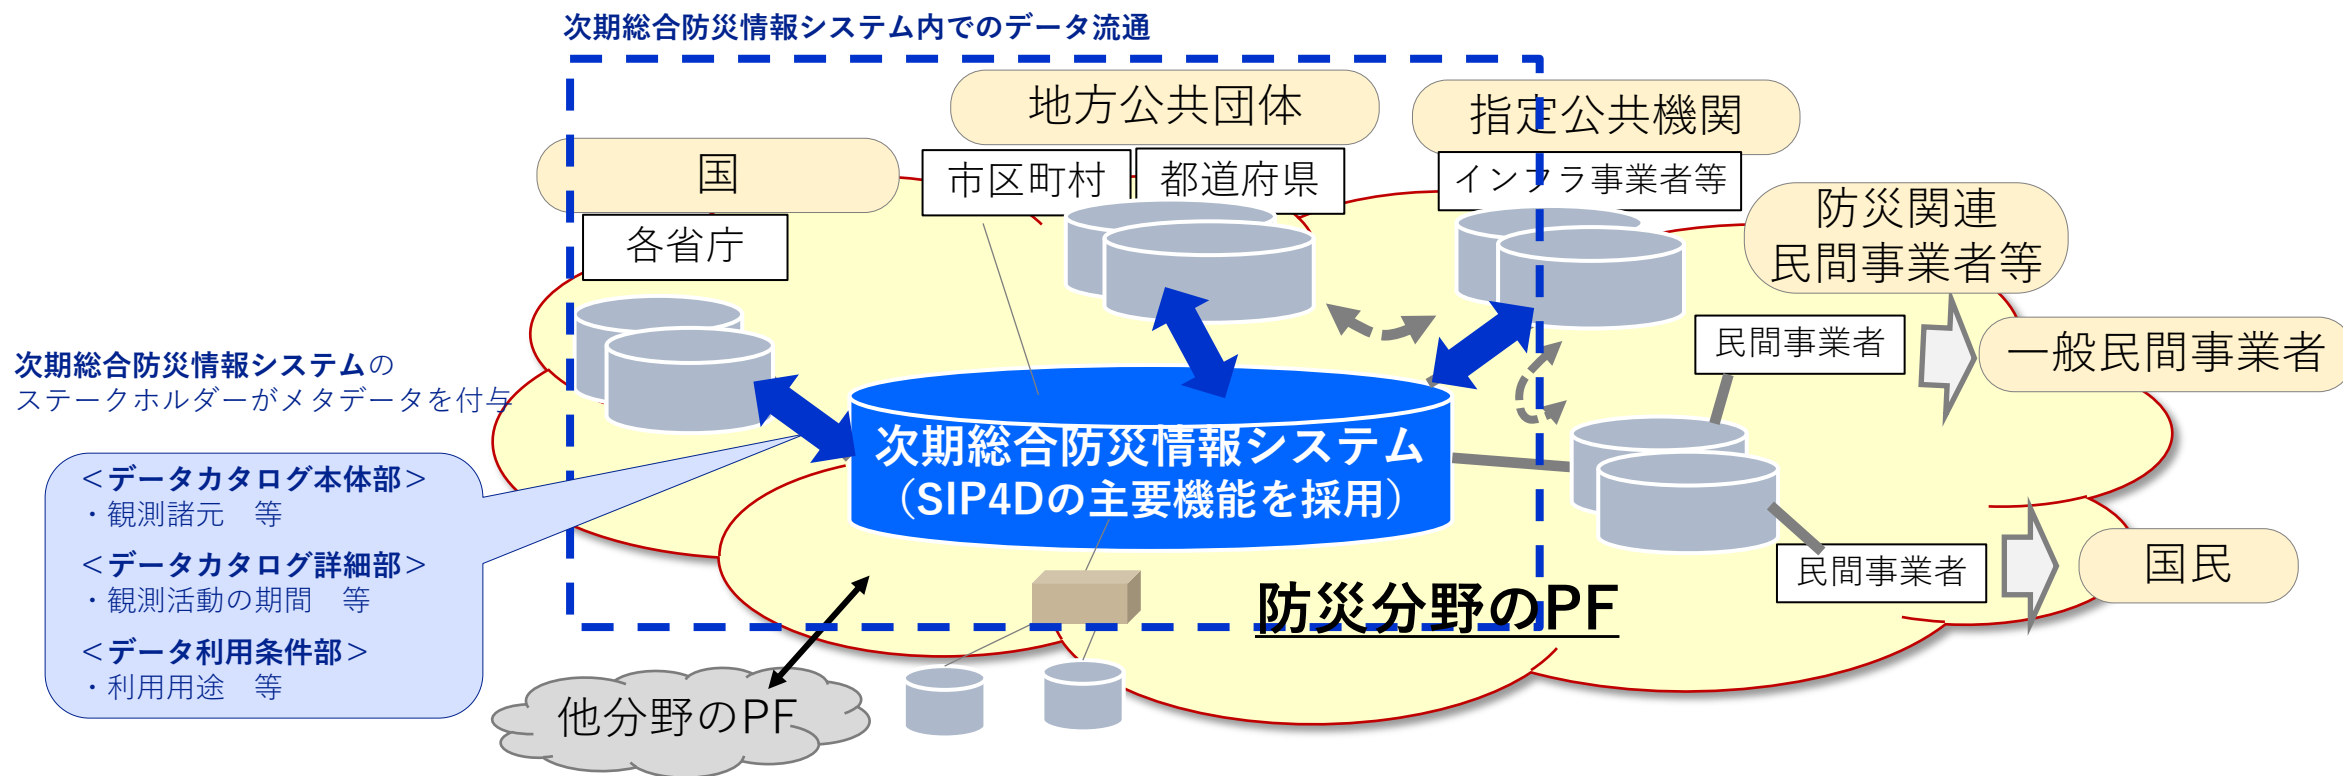 次期総合防災情報システム内でのデータ流通
地方公共団体
指定公共機関
国
市区町村
都道府県
インフラ事業者等
各省庁
防災関連
民間事業者等
民間事業者
一般民間事業者
次期総合防災情報システムの
ステークホルダーがメタデータを付与
次期総合防災情報システム
（SIP4Dの主要機能を採用）
＜データカタログ本体部＞
・観測諸元　等
＜データカタログ詳細部＞
・観測活動の期間　等
＜データ利用条件部＞
・利用用途　等
民間事業者
国民
防災分野のPF
他分野のPF